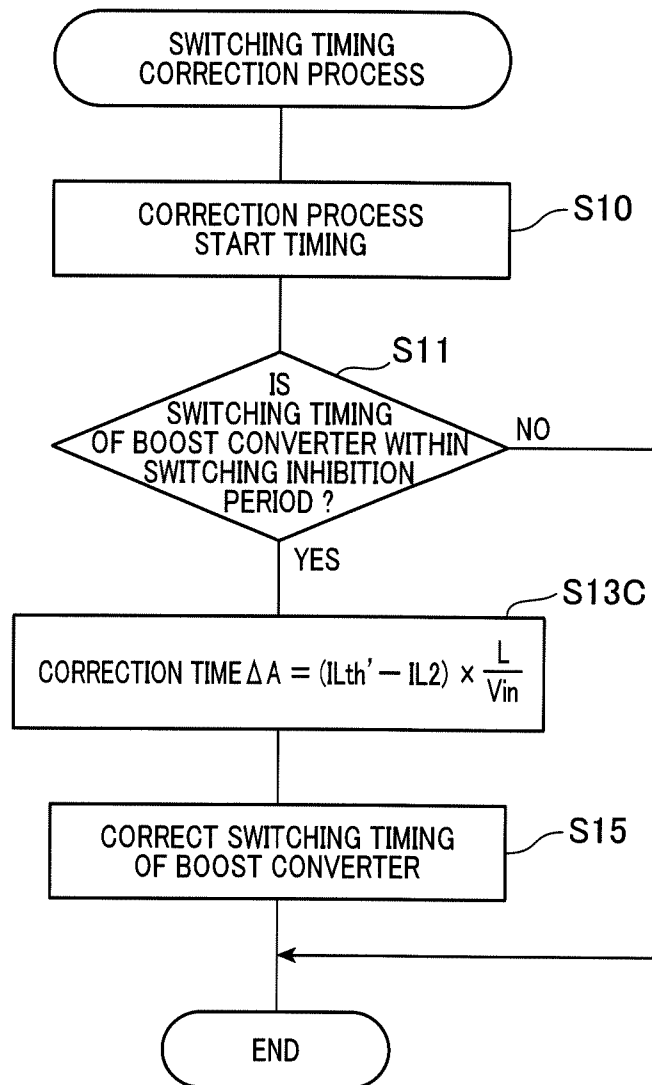 SWITCHING TIMING
CORRECTION PROCESS
CORRECTION PROCESS
START TIMING
S10
S11
IS
SWITCHING TIMING
OF BOOST CONVERTER WITHIN
SWITCHING INHIBITION
PERIOD ?
NO
YES
S13C
CORRECTION TIME ΔA = (ILth' − IL2) × L/Vin
CORRECT SWITCHING TIMING
OF BOOST CONVERTER
S15
END